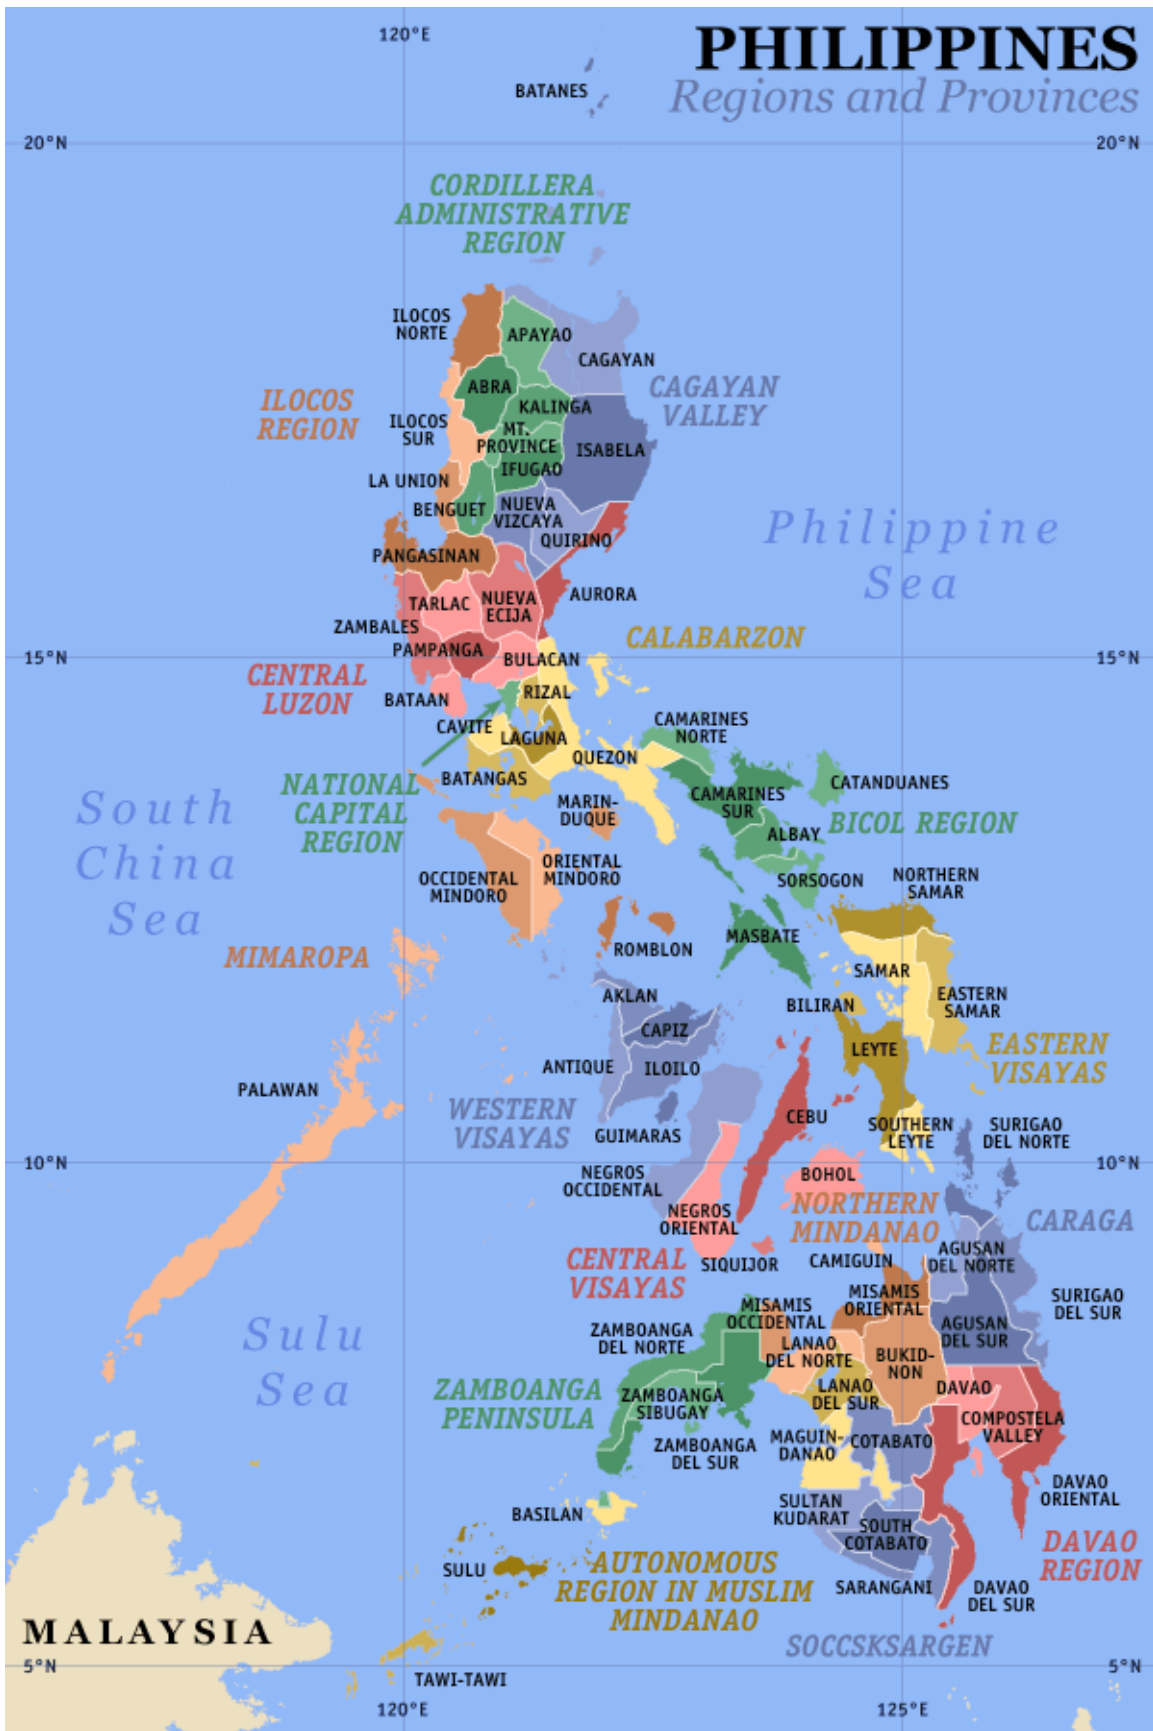 120°E
PHILIPPINES
Regions and Provinces
BATANES
20°N
20°N
CORDILLERA
ADMINISTRATIVE
REGION
ILOCOS
NORTE
APAYAO
CAGAYAN
CAGAYAN
VALLEY
ABRA
ILOCOS
REGION
KALINGA
ILOCOS
SUR
MT.
PROVINCE
ISABELA
IFUGAO
LA UNION
BENGUET
NUEVA
VIZCAYA
QUIRINO
Philippine
Sea
PANGASINAN
AURORA
TARLAC
NUEVA
ECIJA
ZAMBALES
CALABARZON
PAMPANGA
BULACAN
15°N
15°N
CENTRAL
LUZON
BATAAN
RIZAL
CAVITE
LAGUNA
CAMARINES
NORTE
QUEZON
BATANGAS
CATANDUANES
NATIONAL
CAPITAL
REGION
MARIN-
DUQUE
CAMARINES
SUR
ALBAY
BICOL REGION
South
China
Sea
ORIENTAL
MINDORO
OCCIDENTAL
MINDORO
SORSOGON
NORTHERN
SAMAR
MASBATE
ROMBLON
MIMAROPA
SAMAR
AKLAN
BILIRAN
EASTERN
SAMAR
CAPIZ
EASTERN
VISAYAS
LEYTE
ANTIQUE
ILOILO
PALAWAN
WESTERN
VISAYAS
CEBU
GUIMARAS
SOUTHERN
LEYTE
SURIGAO
DEL NORTE
10°N
10°N
NEGROS
OCCIDENTAL
BOHOL
NORTHERN
MINDANAO
NEGROS
ORIENTAL
CARAGA
CENTRAL
VISAYAS
SIQUIJOR
CAMIGUIN
AGUSAN
DEL NORTE
MISAMIS
ORIENTAL
SURIGAO
DEL SUR
MISAMIS
OCCIDENTAL
AGUSAN
DEL SUR
Sulu
Sea
ZAMBOANGA
DEL NORTE
LANAO
DEL NORTE
BUKID-
NON
ZAMBOANGA
PENINSULA
ZAMBOANGA
SIBUGAY
LANAO
DEL SUR
DAVAO
COMPOSTELA
VALLEY
ZAMBOANGA
DEL SUR
MAGUIN-
DANAO
COTABATO
DAVAO
ORIENTAL
BASILAN
SULTAN
KUDARAT
SOUTH
COTABATO
DAVAO
REGION
SULU
AUTONOMOUS
REGION IN MUSLIM
MINDANAO
SARANGANI
DAVAO
DEL SUR
MALAYSIA
SOCCSKSARGEN
5°N
5°N
TAWI-TAWI
120°E
125°E